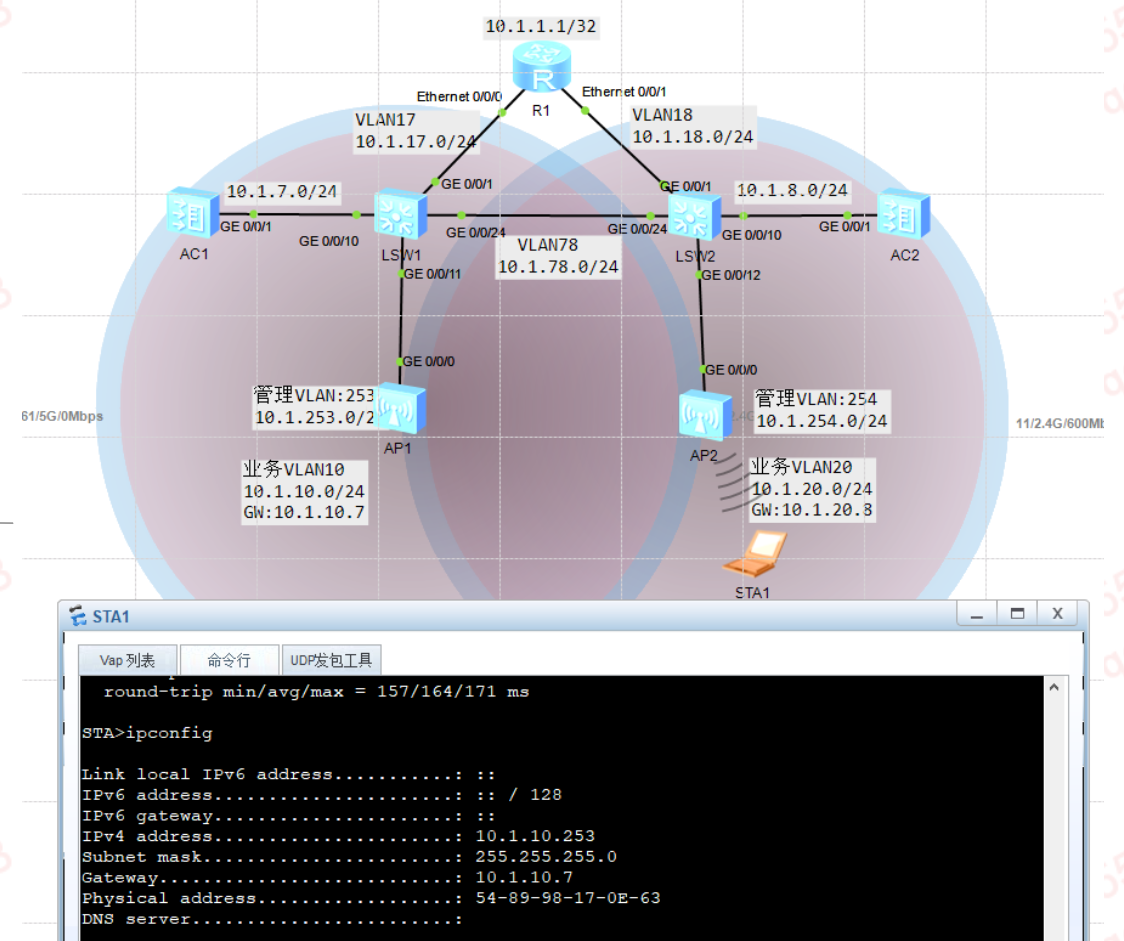 10.1.1.1/32
Ethernet 0/0/0
Ethernet 0/0/1
R1
VLAN17
10.1.17.0/24
VLAN18
10.1.18.0/24
GE 0/0/1
GE 0/0/1
10.1.7.0/24
10.1.8.0/24
GE 0/0/1
GE 0/0/10
GE 0/0/24
GE 0/0/24
GE 0/0/10
GE 0/0/1
AC1
LSW1
VLAN78
10.1.78.0/24
LSW2
AC2
GE 0/0/11
GE 0/0/12
GE 0/0/0
GE 0/0/0
管理VLAN:253
10.1.253.0/2
管理VLAN:254
10.1.254.0/24
61/5G/0Mbps
11/2.4G/600Mb
AP1
AP2
业务VLAN10
10.1.10.0/24
GW:10.1.10.7
业务VLAN20
10.1.20.0/24
GW:10.1.20.8
STA1
STA1
Vap 列表
命令行
UDP发包工具
round-trip min/avg/max = 157/164/171 ms
STA>ipconfig
Link local IPv6 address...........: ::
IPv6 address......................: :: / 128
IPv6 gateway......................: ::
IPv4 address......................: 10.1.10.253
Subnet mask.......................: 255.255.255.0
Gateway...........................: 10.1.10.7
Physical address..................: 54-89-98-17-0E-63
DNS server........................: